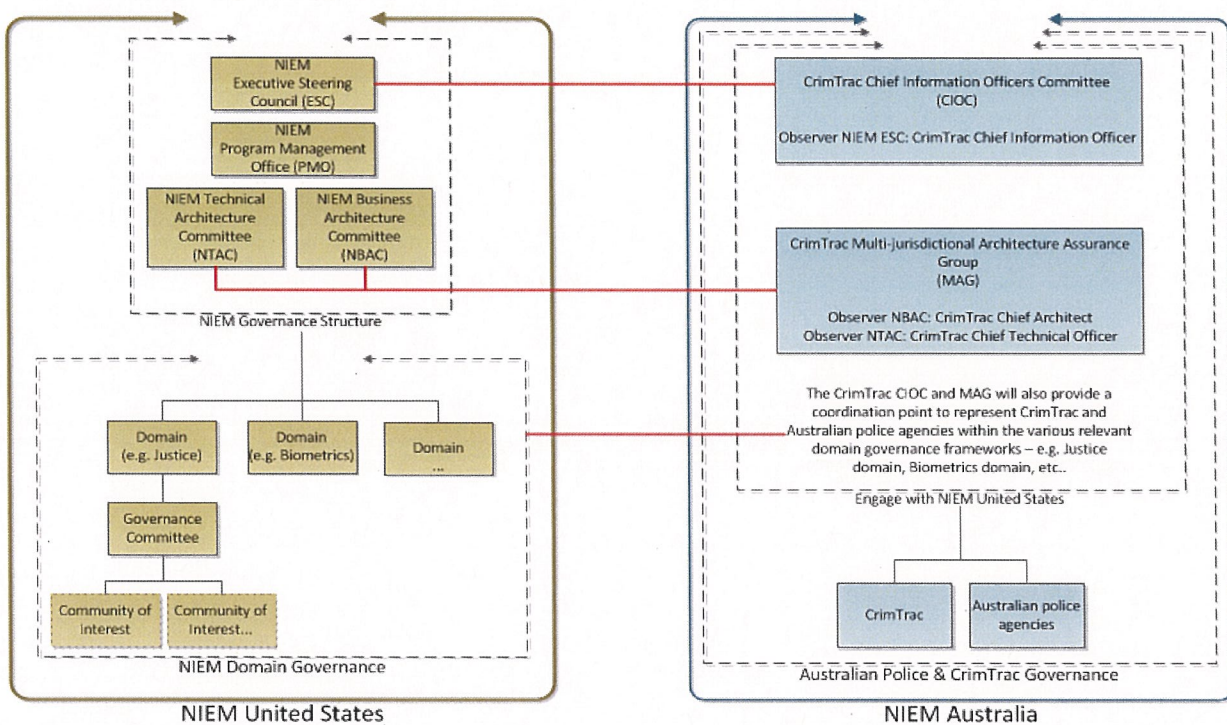 NIEM
Executive Steering
Council (ESC)
NIEM
Program Management
Office (PMO)
NIEM Technical
Architecture
Committee
(NTAC)
NIEM Business
Architecture
Committee
(NBAC)
NIEM Governance Structure
Domain
(e.g. Justice)
Domain
(e.g. Biometrics)
Domain
...
Governance
Committee
Community of
Interest
Community of
Interest...
NIEM Domain Governance
NIEM United States
CrimTrac Chief Information Officers Committee
(CIOC)
Observer NIEM ESC: CrimTrac Chief Information Officer
CrimTrac Multi-jurisdictional Architecture Assurance
Group
(MAG)
Observer NBAC: CrimTrac Chief Architect
Observer NTAC: CrimTrac Chief Technical Officer
The CrimTrac CIOC and MAG will also provide a
coordination point to represent CrimTrac and
Australian police agencies within the various relevant
domain governance frameworks – e.g. Justice
domain, Biometrics domain, etc..
Engage with NIEM United States
CrimTrac
Australian police
agencies
Australian Police & CrimTrac Governance
NIEM Australia